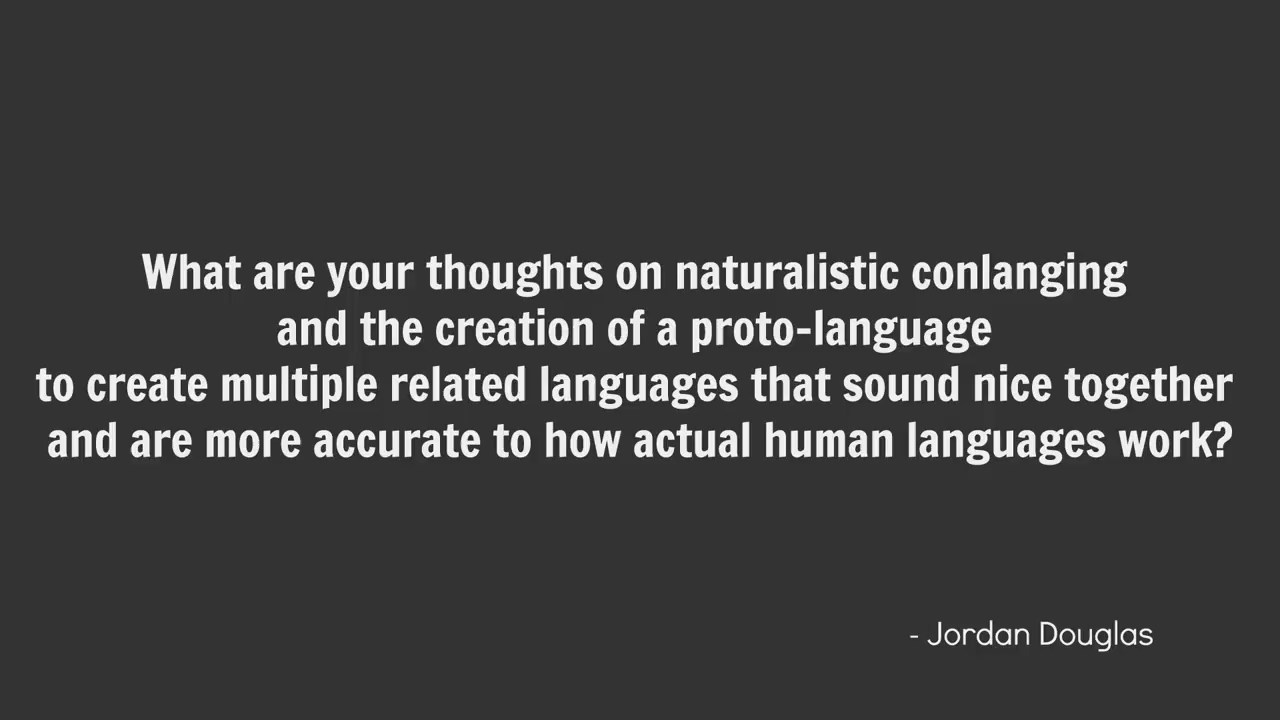 What are your thoughts on naturalistic conlanging
and the creation of a proto-language
to create multiple related languages that sound nice together
and are more accurate to how actual human languages work?
- Jordan Douglas